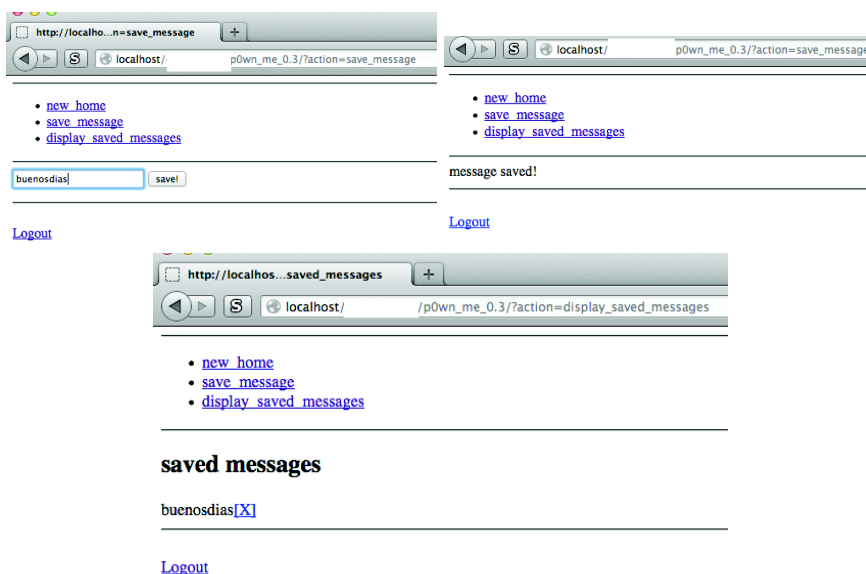 http://localho...n=save_message
localhost/ p0wn_me_0.3/?action=save_message
new_home
save_message
display_saved_messages
buenosdias save!
Logout
localhost/ p0wn_me_0.3/?action=save_message
new_home
save_message
display_saved_messages
message saved!
Logout
http://localhos...saved_messages
localhost/ /p0wn_me_0.3/?action=display_saved_messages
new_home
save_message
display_saved_messages
saved messages
buenosdias[X]
Logout